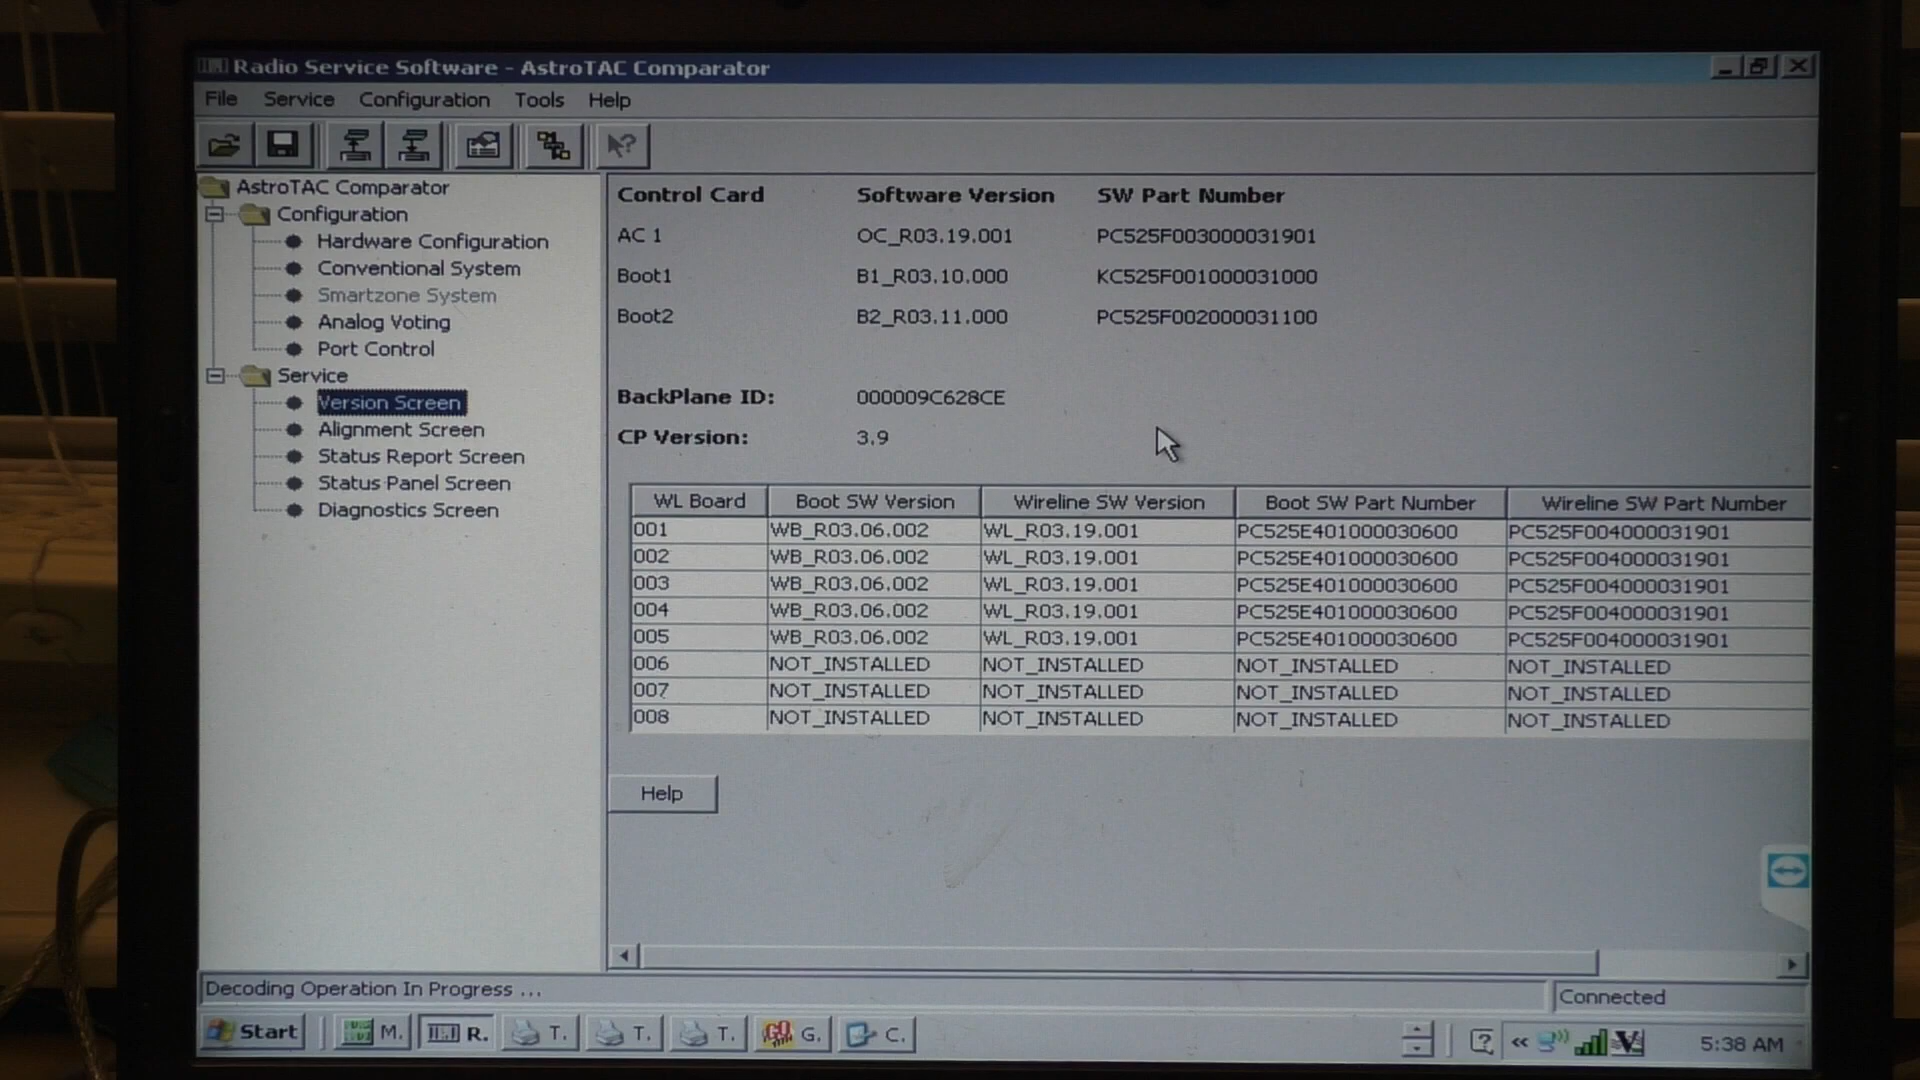 Radio Service Software - AstroTAC Comparator
File Service Configuration Tools Help
AstroTAC Comparator
Configuration
Hardware Configuration
Conventional System
Smartzone System
Analog Voting
Port Control
Service
Version Screen
Alignment Screen
Status Report Screen
Status Panel Screen
Diagnostics Screen
Control Card Software Version SW Part Number
AC 1 OC_R03.19.001 PC525F003000031901
Boot1 B1_R03.10.000 KC525F001000031000
Boot2 B2_R03.11.000 PC525F002000031100
BackPlane ID: 000009C628CE
CP Version: 3.9
WL Board Boot SW Version Wireline SW Version Boot SW Part Number Wireline SW Part Number
001 WB_R03.06.002 WL_R03.19.001 PC525E401000030600 PC525F004000031901
002 WB_R03.06.002 WL_R03.19.001 PC525E401000030600 PC525F004000031901
003 WB_R03.06.002 WL_R03.19.001 PC525E401000030600 PC525F004000031901
004 WB_R03.06.002 WL_R03.19.001 PC525E401000030600 PC525F004000031901
005 WB_R03.06.002 WL_R03.19.001 PC525E401000030600 PC525F004000031901
006 NOT_INSTALLED NOT_INSTALLED NOT_INSTALLED NOT_INSTALLED
007 NOT_INSTALLED NOT_INSTALLED NOT_INSTALLED NOT_INSTALLED
008 NOT_INSTALLED NOT_INSTALLED NOT_INSTALLED NOT_INSTALLED
Help
Decoding Operation In Progress ... Connected
Start M. R. T. T. T. G. C. 5:38 AM